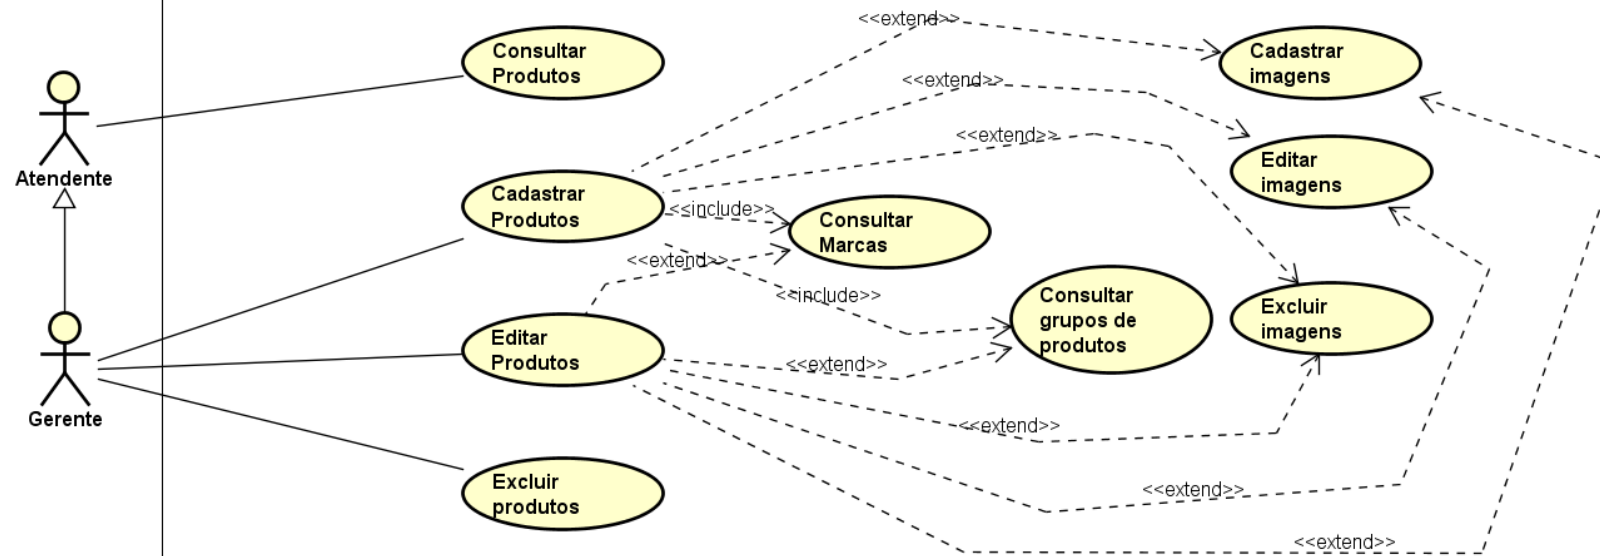 <<extend>>
Consultar
Produtos
Cadastrar
imagens
<<extend>>
<<extend>>
Atendente
Editar
imagens
Cadastrar
Produtos
<<include>>
Consultar
Marcas
<<extend>>
<<include>>
Consultar
grupos de
produtos
Excluir
imagens
Editar
Produtos
<<extend>>
Gerente
<<extend>>
Excluir
produtos
<<extend>>
<<extend>>